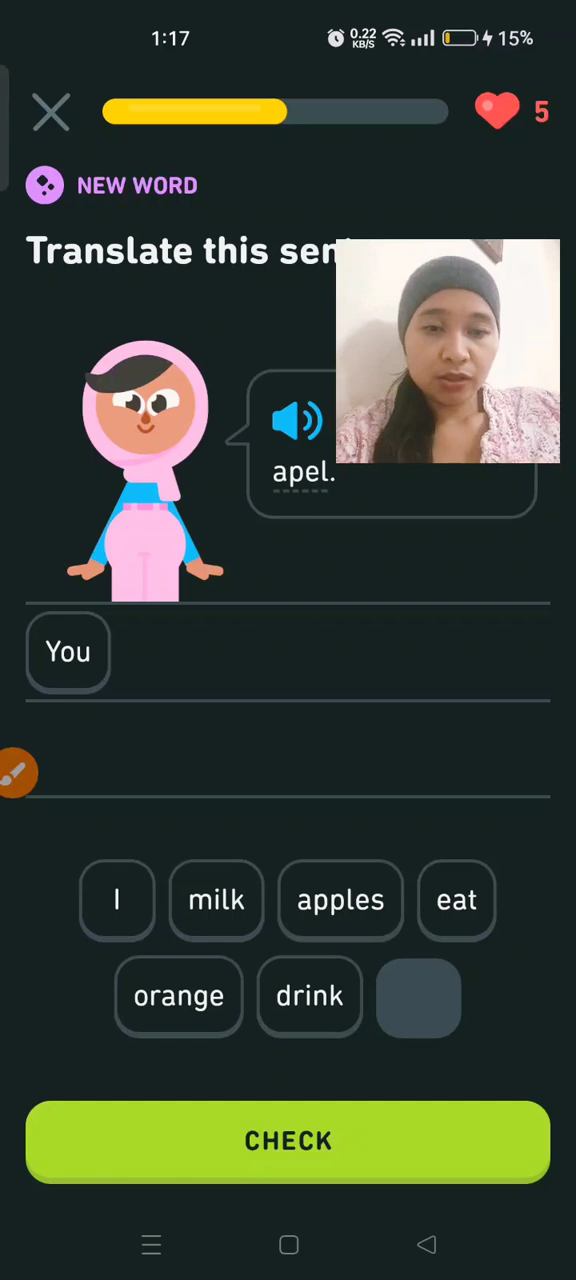 1:17
0.22
KB/S
15%
5
NEW WORD
Translate this
apel.
You
I milk apples eat
orange drink
CHECK